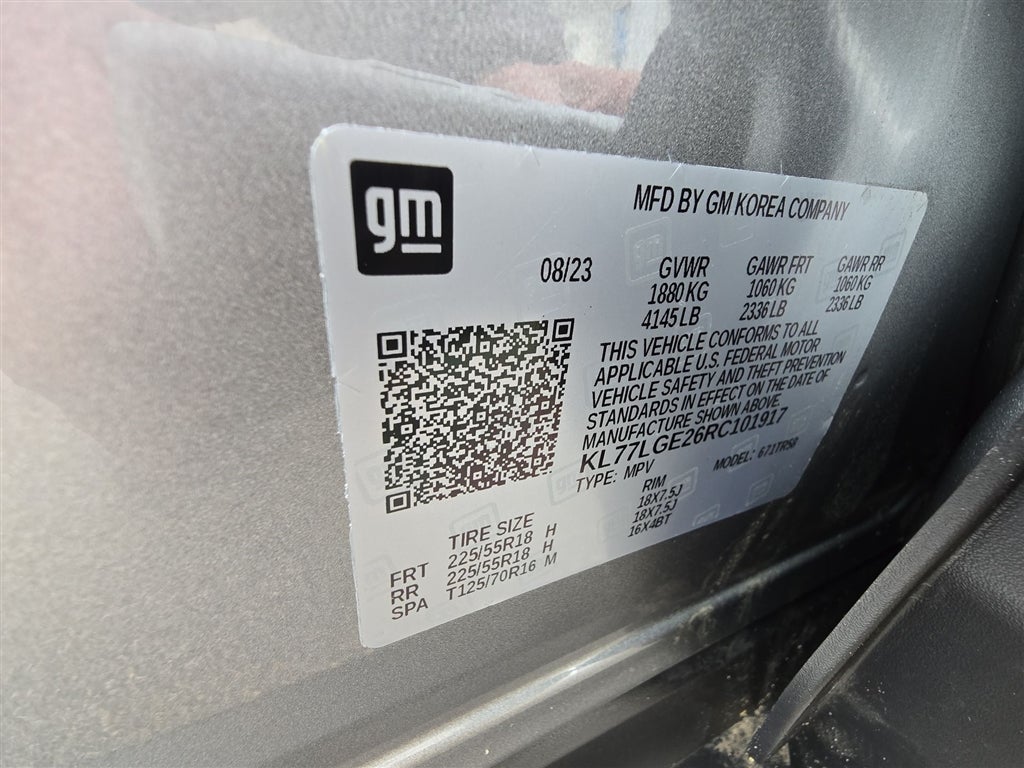 gm
MFD BY GM KOREA COMPANY
08/23
GVWR GAWR FRT GAWR RR
1880 KG 1060 KG 1060 KG
4145 LB 2336 LB 2336 LB
THIS VEHICLE CONFORMS TO ALL
APPLICABLE U.S. FEDERAL MOTOR
VEHICLE SAFETY AND THEFT PREVENTION
STANDARDS IN EFFECT ON THE DATE OF
MANUFACTURE SHOWN ABOVE.
KL77LGE26RC101917
TYPE: MPV MODEL: 671TR58
TIRE SIZE RIM
FRT 225/55R18 H 18X7.5J
RR 225/55R18 H 18X7.5J
SPA T125/70R16 M 16X4BT